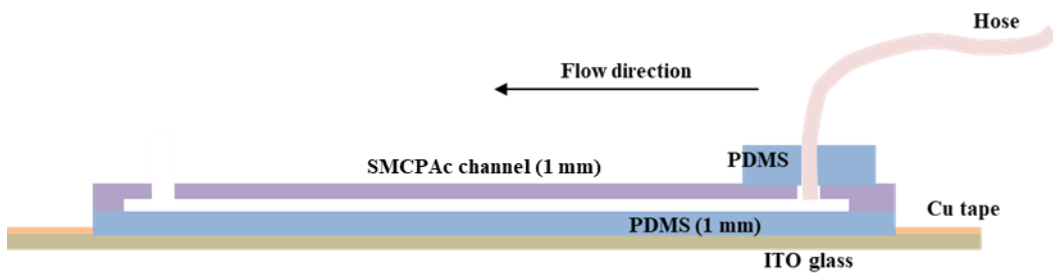 Hose
Flow direction
PDMS
SMCPAc channel (1 mm)
Cu tape
PDMS (1 mm)
ITO glass